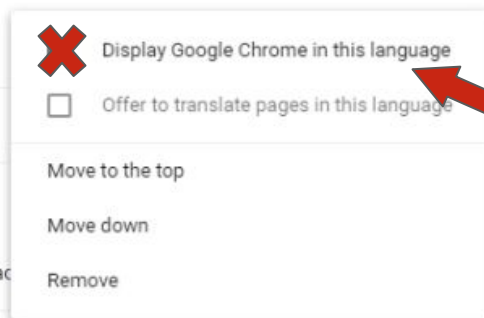 Display Google Chrome in this language
Offer to translate pages in this language
Move to the top
Move down
Remove